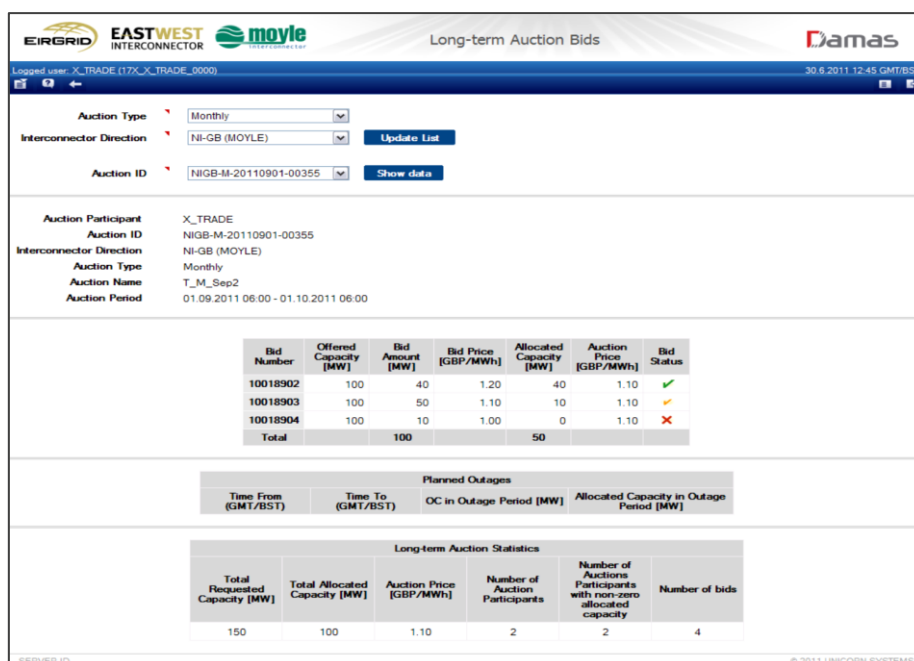 EIRGRID EASTWEST INTERCONNECTOR moyle interconnector Long-term Auction Bids Damas
Logged user: X_TRADE (17X_X_TRADE_0000) 30.6.2011 12:45 GMT/BS
Auction Type Monthly
Interconnector Direction NI-GB (MOYLE) Update List
Auction ID NIGB-M-20110901-00355 Show data
Auction Participant X_TRADE
Auction ID NIGB-M-20110901-00355
Interconnector Direction NI-GB (MOYLE)
Auction Type Monthly
Auction Name T_M_Sep2
Auction Period 01.09.2011 06:00 - 01.10.2011 06:00
Bid Number Offered Capacity [MW] Bid Amount [MW] Bid Price [GBP/MWh] Allocated Capacity [MW] Auction Price [GBP/MWh] Bid Status
10018902 100 40 1.20 40 1.10
10018903 100 50 1.10 10 1.10
10018904 100 10 1.00 0 1.10
Total 100 50
Planned Outages
Time From (GMT/BST) Time To (GMT/BST) OC in Outage Period [MW] Allocated Capacity in Outage Period [MW]
Long-term Auction Statistics
Total Requested Capacity [MW] Total Allocated Capacity [MW] Auction Price [GBP/MWh] Number of Auction Participants Number of Auctions Participants with non-zero allocated capacity Number of bids
150 100 1.10 2 2 4
SERVER ID © 2011 UNICORN SYSTEMS